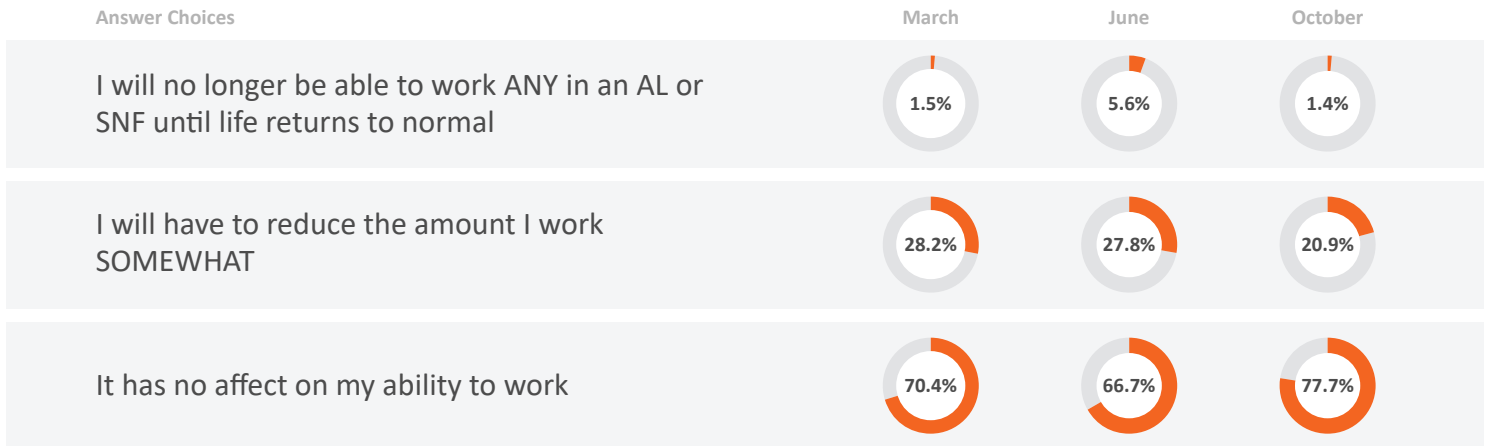 Answer Choices March June October
I will no longer be able to work ANY in an AL or
SNF until life returns to normal
1.5% 5.6% 1.4%
I will have to reduce the amount I work
SOMEWHAT
28.2% 27.8% 20.9%
It has no affect on my ability to work
70.4% 66.7% 77.7%